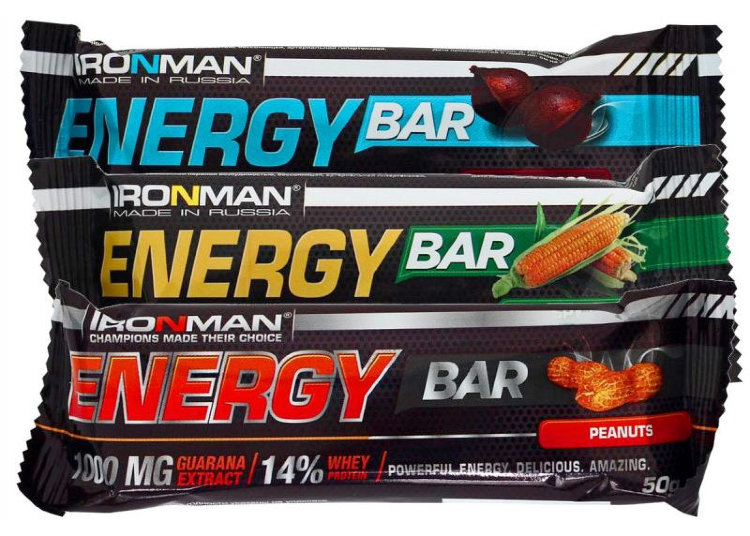 IRONMAN®
MADE IN RUSSIA
ENERGY BAR
IRONMAN®
MADE IN RUSSIA
ENERGY BAR
IRONMAN®
CHAMPIONS MADE THEIR CHOICE
ENERGY BAR
PEANUTS
1000 MG GUARANA EXTRACT / 14% WHEY PROTEIN / POWERFUL. ENERGY. DELICIOUS. AMAZING.
50g